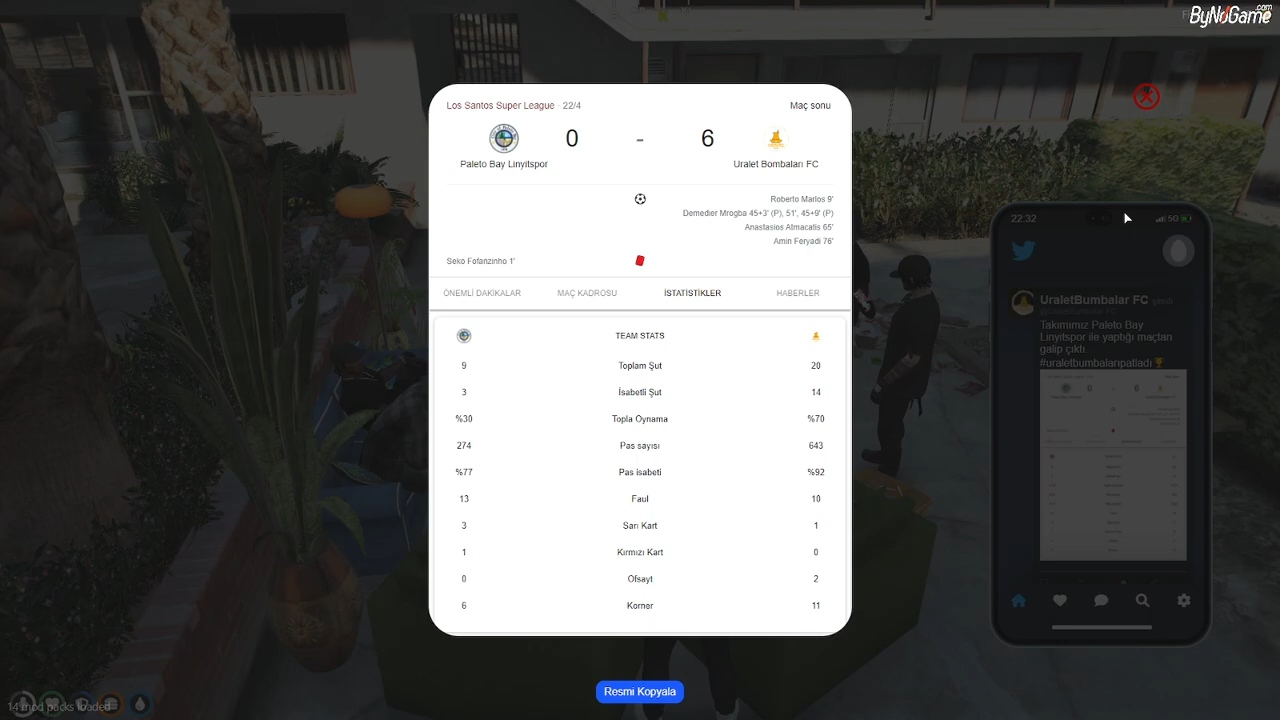 ByNoGame.com
Los Santos Super League · 22/4
Maç sonu
0 - 6
Paleto Bay Linyitspor
Uralet Bombaları FC
Roberto Marlos 9'
Demedier Mrogba 45+3' (P), 51', 45+9' (P)
Anastasios Atmacatis 65'
Amin Feryadi 76'
Seko Fofanzinho 1'
ÖNEMLİ DAKİKALAR
MAÇ KADROSU
İSTATİSTİKLER
HABERLER
TEAM STATS
9 Toplam Şut 20
3 İsabetli Şut 14
%30 Topla Oynama %70
274 Pas sayısı 643
%77 Pas isabeti %92
13 Faul 10
3 Sarı Kart 1
1 Kırmızı Kart 0
0 Ofsayt 2
6 Korner 11
Resmi Kopyala
22:32
5G
UraletBumbalar FC şimdi
Takımımız Paleto Bay
Linyitspor ile yaptığı maçtan
galip çıktı.
#uraletbumbalarıpatladı
0 - 6
14 mod packs loaded